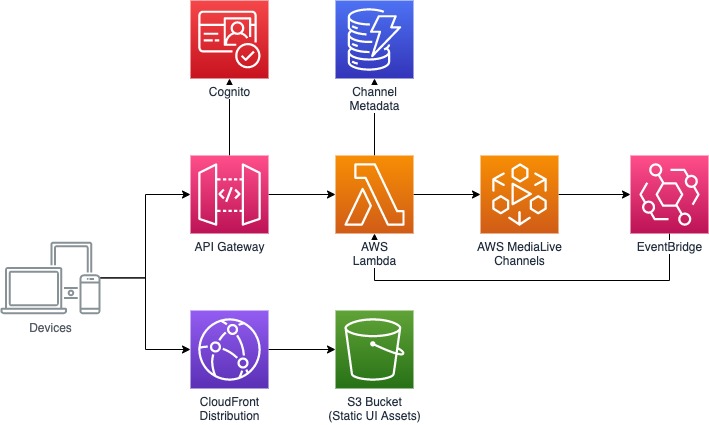 Cognito
Channel
Metadata
API Gateway
AWS
Lambda
AWS MediaLive
Channels
EventBridge
Devices
CloudFront
Distribution
S3 Bucket
(Static UI Assets)